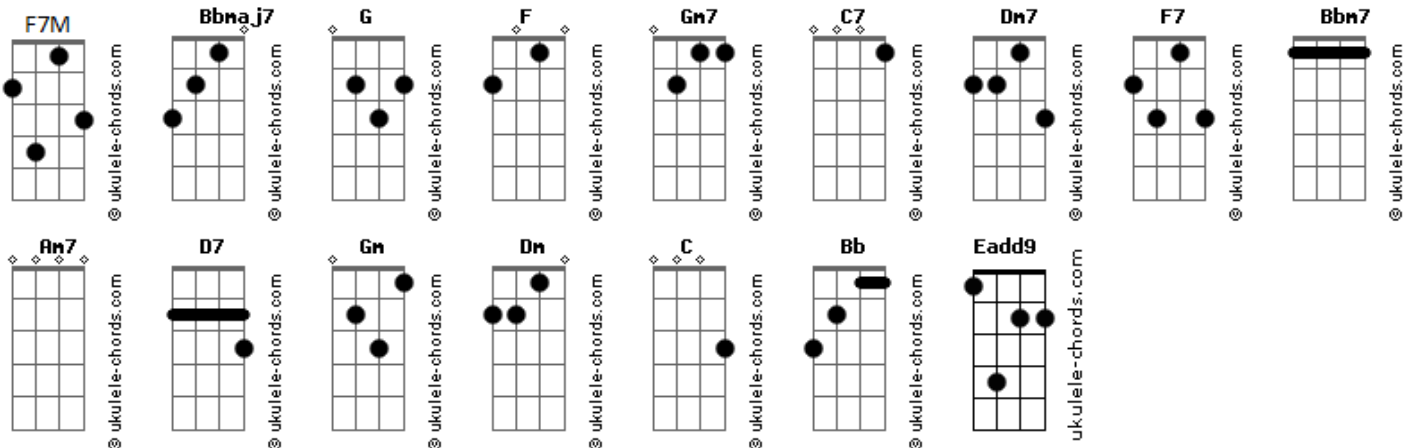 F7M Bbmaj7 G F Gm7 C7 Dm7 F7 Bbm7
© ukulele-chords.com © ukulele-chords.com © ukulele-chords.com © ukulele-chords.com © ukulele-chords.com © ukulele-chords.com © ukulele-chords.com © ukulele-chords.com © ukulele-chords.com
Am7 D7 Gm Dm C Bb Eadd9
© ukulele-chords.com © ukulele-chords.com © ukulele-chords.com © ukulele-chords.com © ukulele-chords.com © ukulele-chords.com ukulele-chords.com